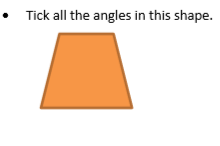 • Tick all the angles in this shape.